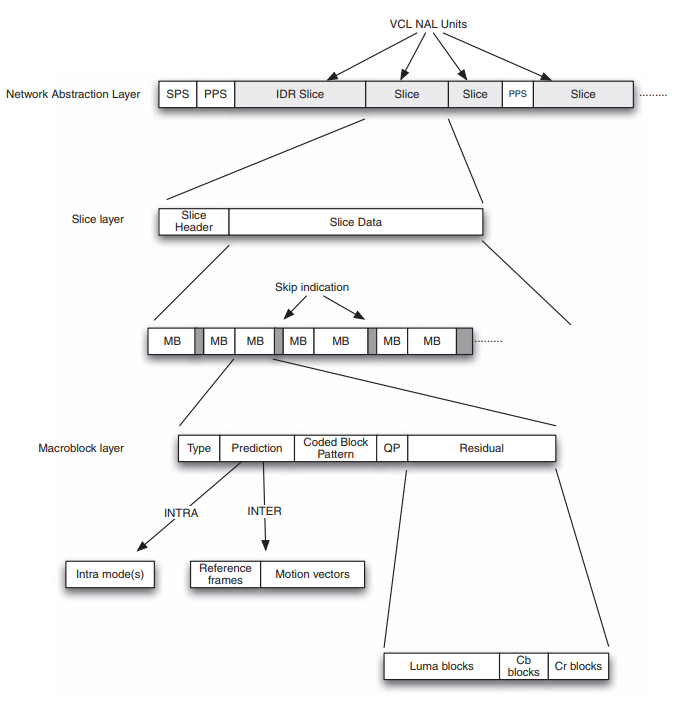 VCL NAL Units
Network Abstraction Layer
SPS
PPS
IDR Slice
Slice
Slice
PPS
Slice
Slice layer
Slice
Header
Slice Data
Skip indication
MB
MB
MB
MB
MB
MB
MB
Macroblock layer
Type
Prediction
Coded Block
Pattern
QP
Residual
INTRA
INTER
Intra mode(s)
Reference
frames
Motion vectors
Luma blocks
Cb
blocks
Cr blocks